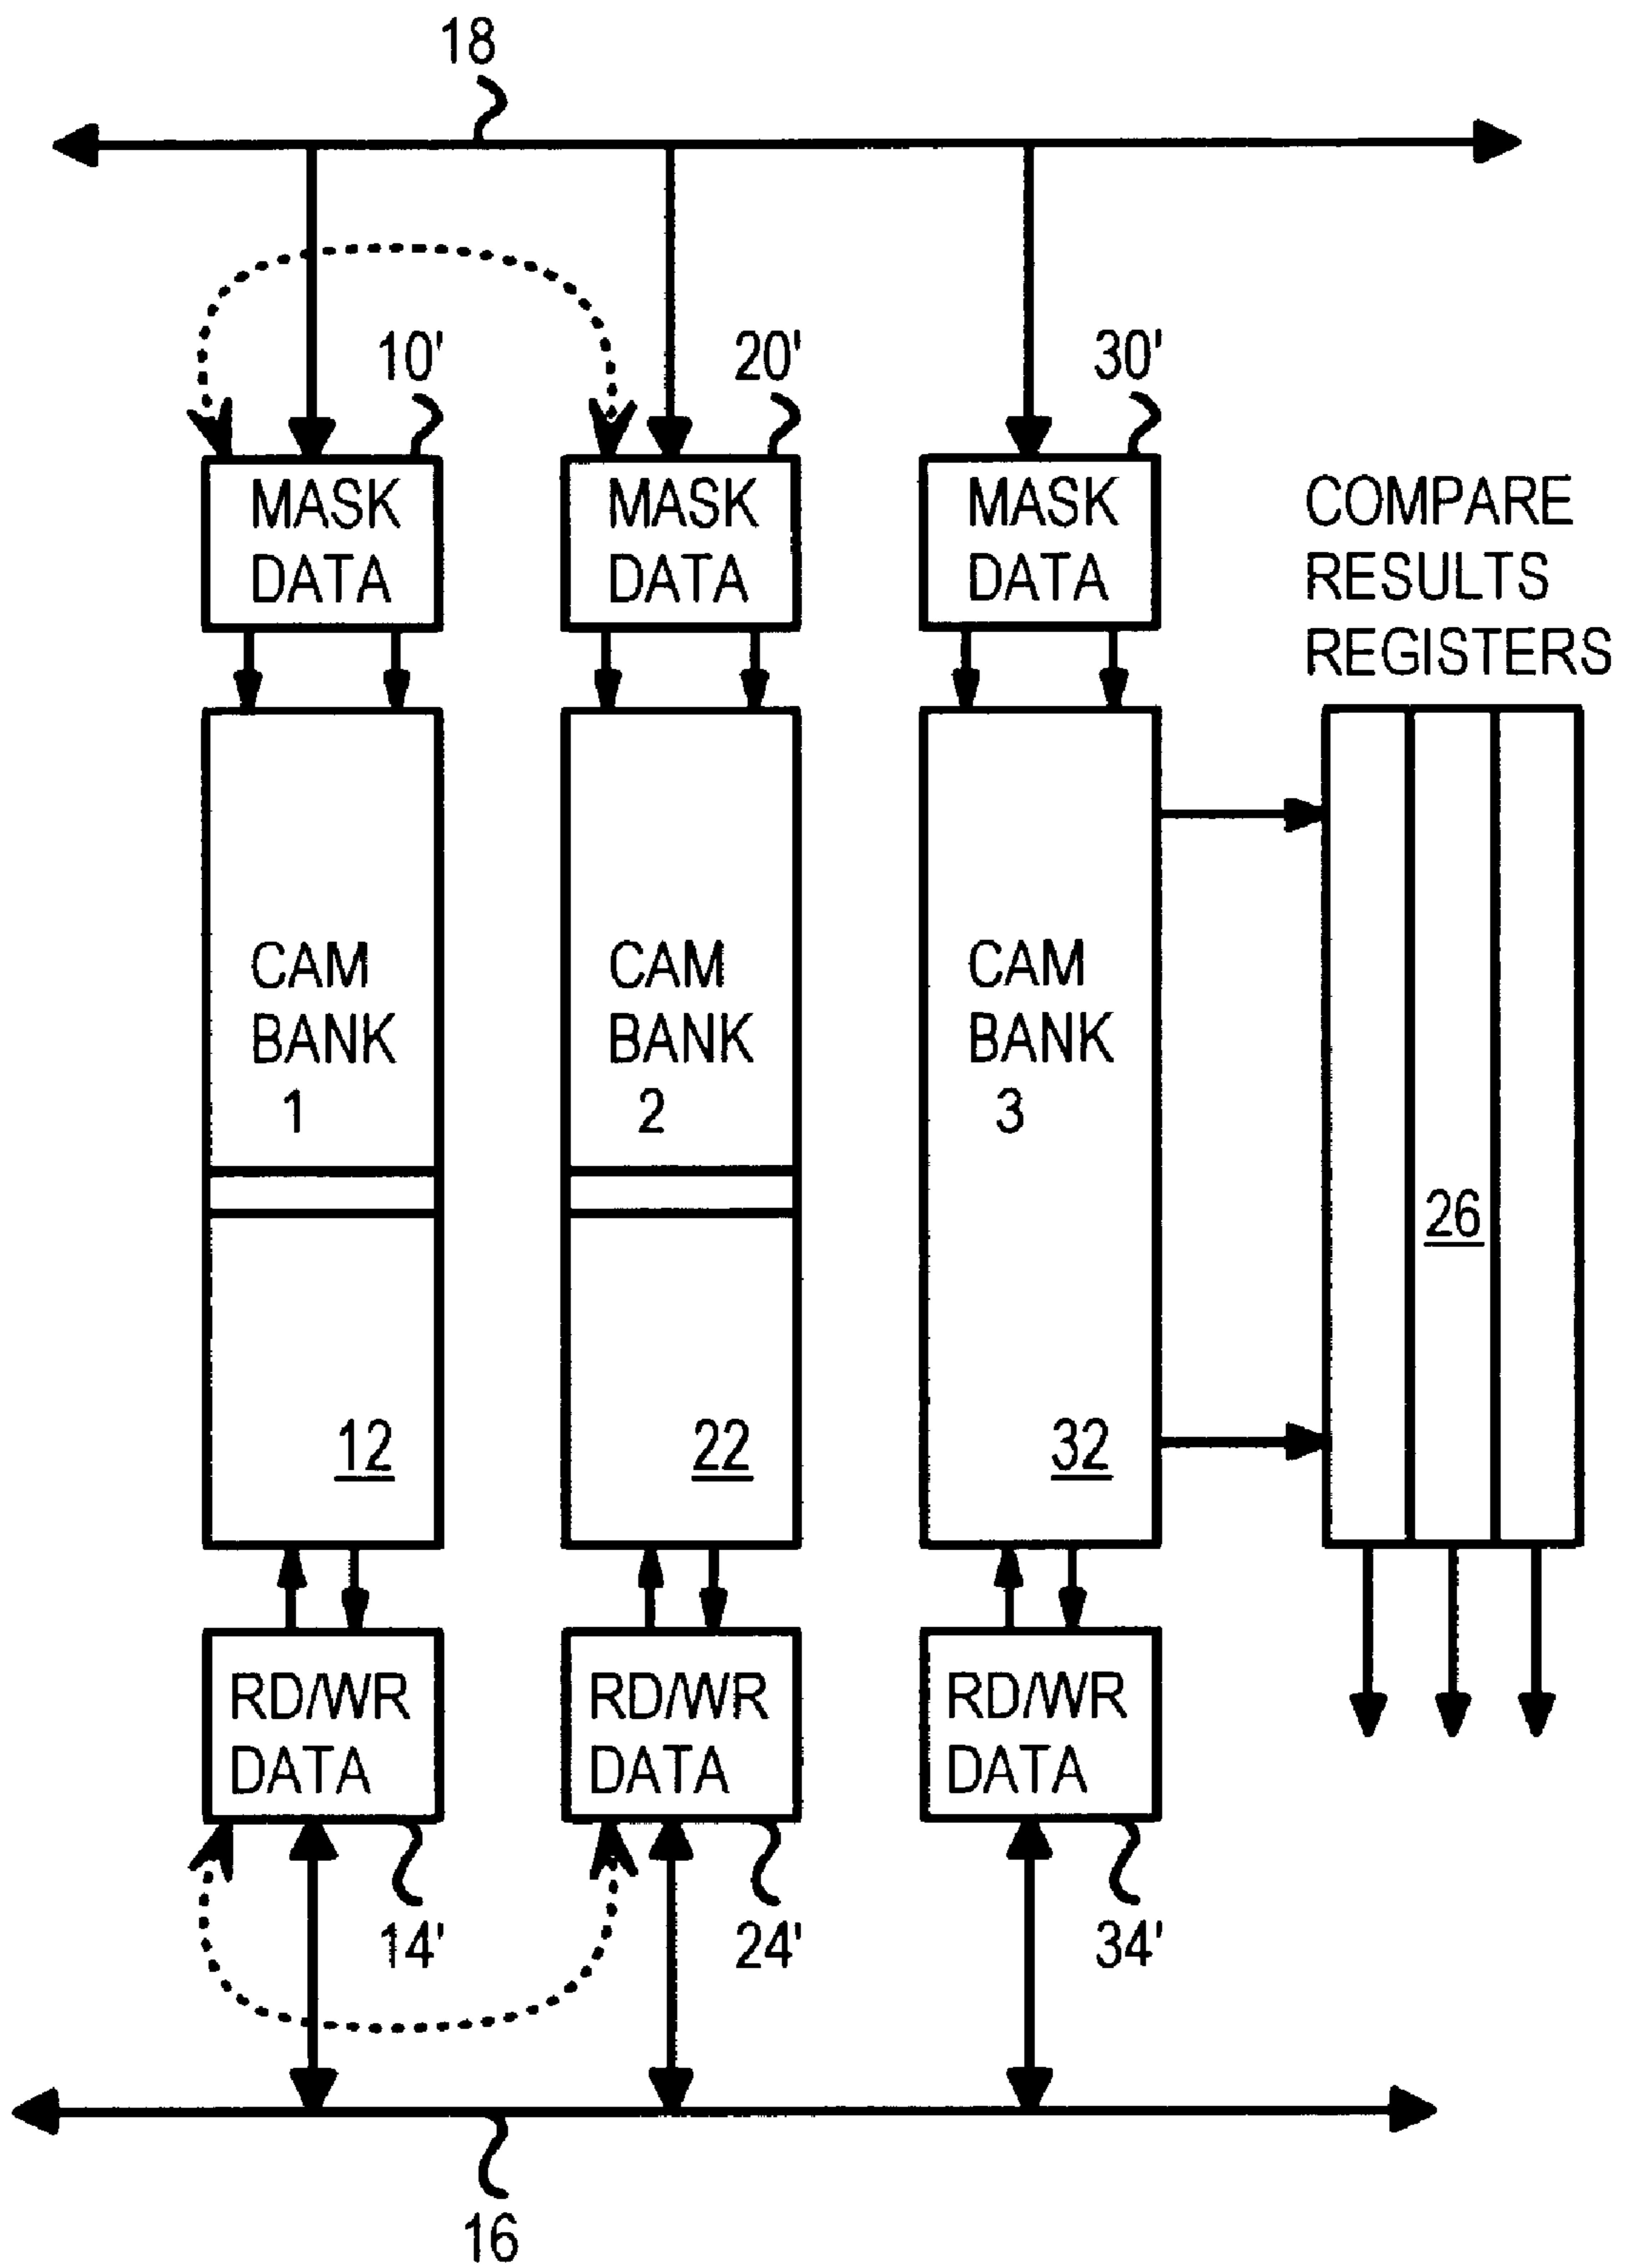 18
10'
20'
30'
MASK
DATA
MASK
DATA
MASK
DATA
COMPARE
RESULTS
REGISTERS
CAM
BANK
1
CAM
BANK
2
CAM
BANK
3
26
12
22
32
RD/WR
DATA
RD/WR
DATA
RD/WR
DATA
14'
24'
34'
16